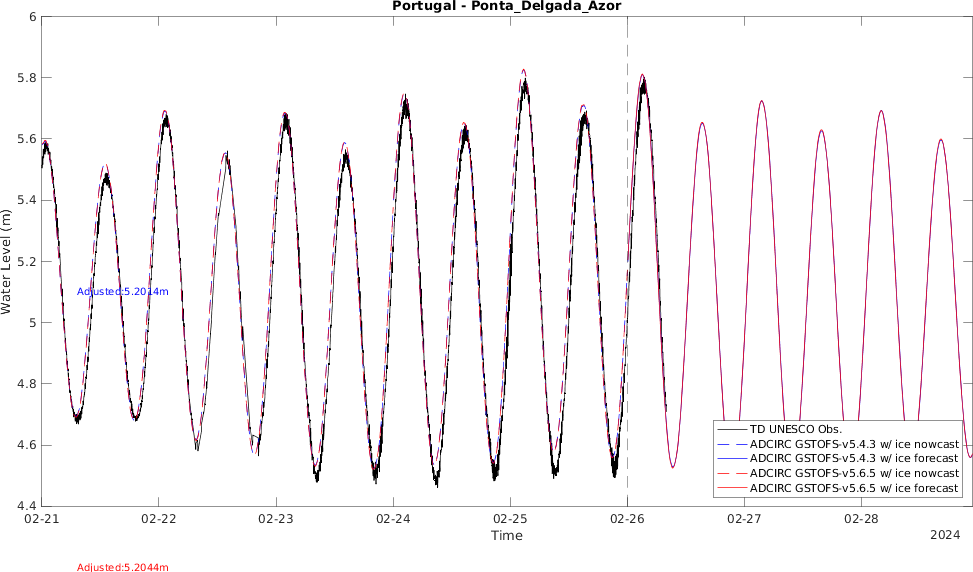 Portugal - Ponta_Delgada_Azor
6
5.8
5.6
5.4
5.2
5
4.8
4.6
4.4
Water Level (m)
Adjusted:5.2014m
TD UNESCO Obs.
ADCIRC GSTOFS-v5.4.3 w/ ice nowcast
ADCIRC GSTOFS-v5.4.3 w/ ice forecast
ADCIRC GSTOFS-v5.6.5 w/ ice nowcast
ADCIRC GSTOFS-v5.6.5 w/ ice forecast
02-21 02-22 02-23 02-24 02-25 02-26 02-27 02-28
Time
2024
Adjusted:5.2044m